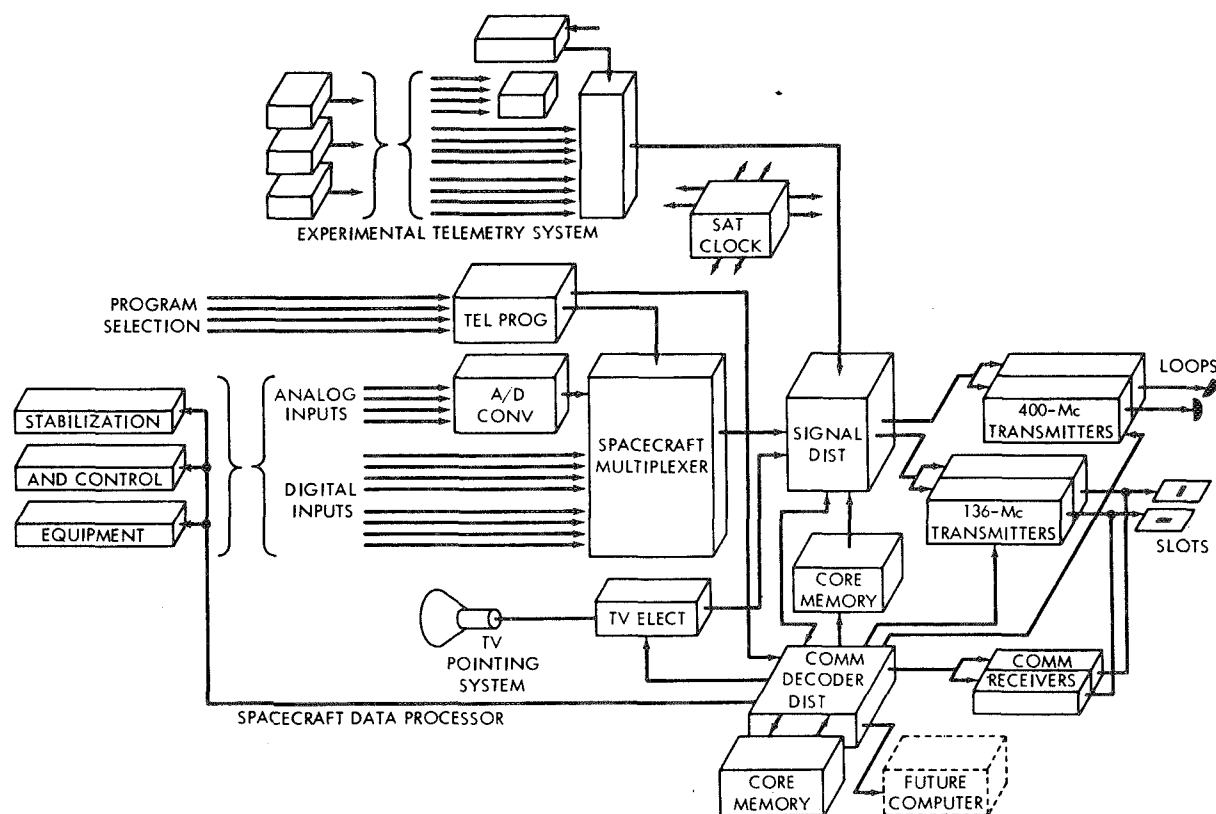 EXPERIMENTAL TELEMETRY SYSTEM
SAT
CLOCK
PROGRAM
SELECTION
TEL PROG
ANALOG
INPUTS
A/D
CONV
STABILIZATION
AND CONTROL
EQUIPMENT
DIGITAL
INPUTS
SPACECRAFT
MULTIPLEXER
SIGNAL
DIST
LOOPS
400-Mc
TRANSMITTERS
136-Mc
TRANSMITTERS
SLOTS
CORE
MEMORY
TV ELECT
TV
POINTING
SYSTEM
COMM
DECODER
DIST
COMM
RECEIVERS
SPACECRAFT DATA PROCESSOR
CORE
MEMORY
FUTURE
COMPUTER